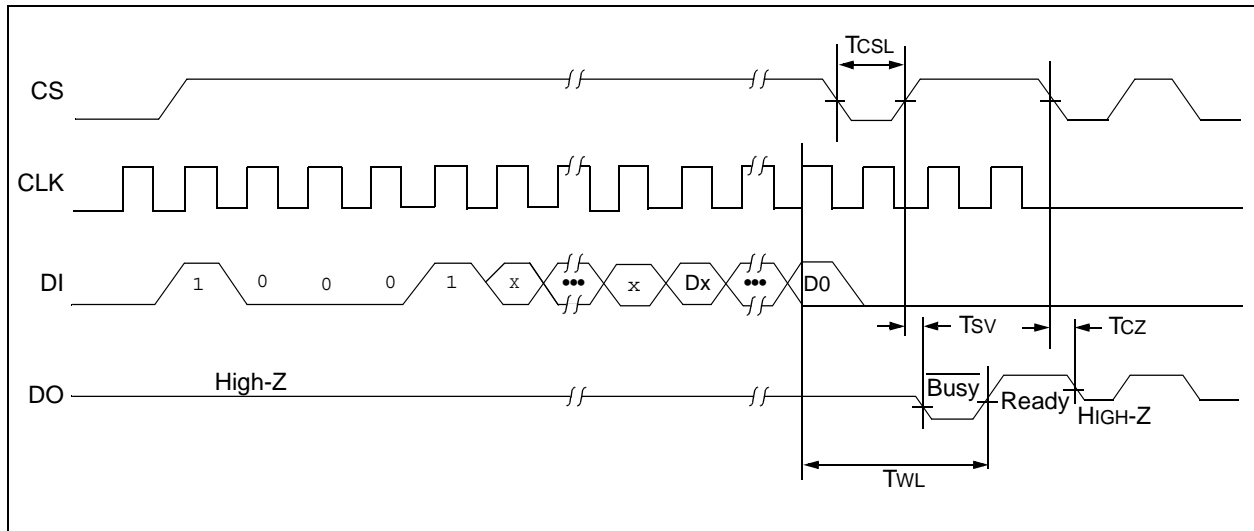 TCSL
CS
CLK
DI
1 0 0 0 1 x ••• x Dx ••• D0
TSV
TCZ
High-Z
DO
Busy
Ready
HIGH-Z
TWL